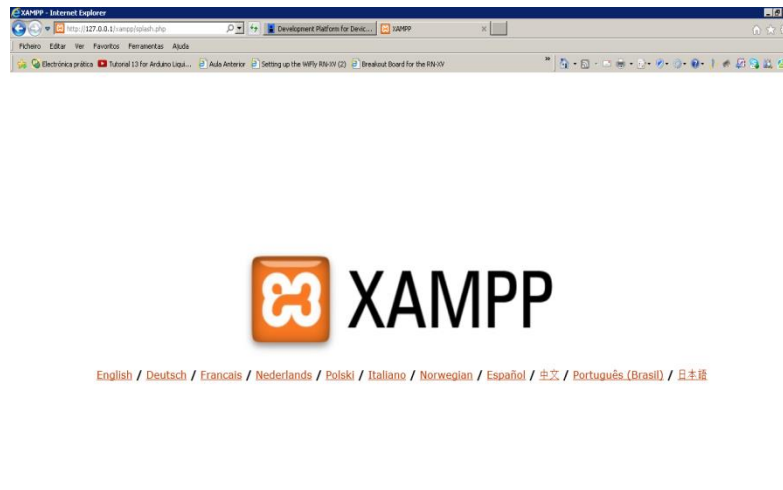 XAMPP - Internet Explorer
http://127.0.0.1/xampp/splash.php
Development Platform for Devic...
XAMPP
Ficheiro Editar Ver Favoritos Ferramentas Ajuda
Electrónica prática Tutorial 13 for Arduino Liqui... Aula Anterior Setting up the WiFly RN-XV (2) Breakout Board for the RN-XV
XAMPP
English / Deutsch / Francais / Nederlands / Polski / Italiano / Norwegian / Español / 中文 / Português (Brasil) / 日本語